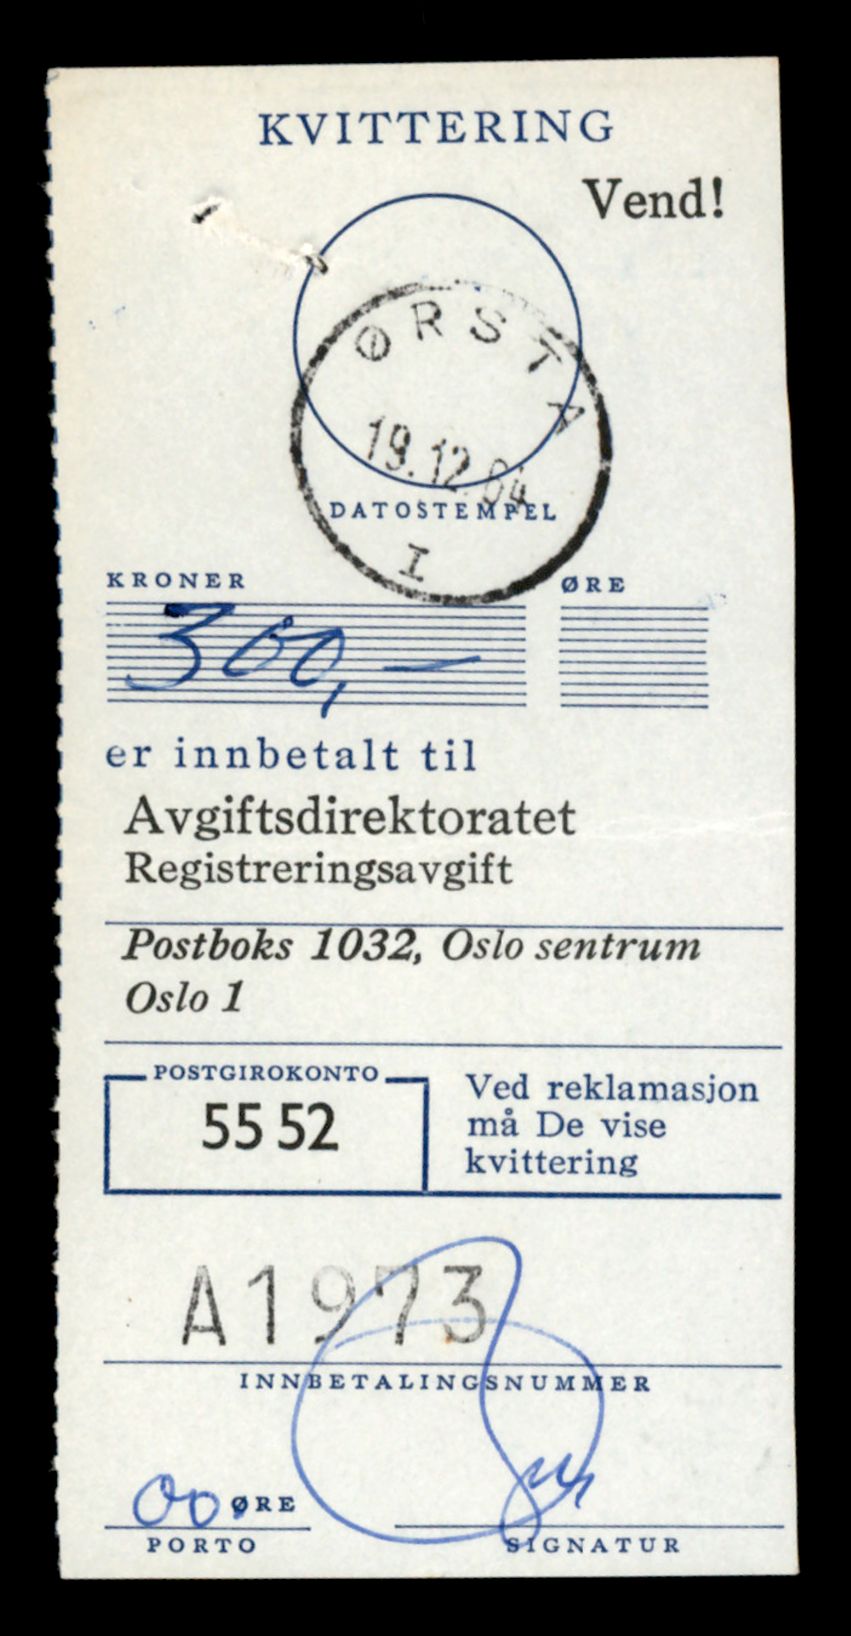 KVITTERING
Vend!
ØRSTA
19.12.64
DATOSTEMPEL
I
KRONER ØRE
300,—
er innbetalt til
Avgiftsdirektoratet
Registreringsavgift
Postboks 1032, Oslo sentrum
Oslo 1
POSTGIROKONTO
55 52
Ved reklamasjon
må De vise
kvittering
A1973
INNBETALINGSNUMMER
00 ØRE
PORTO SIGNATUR